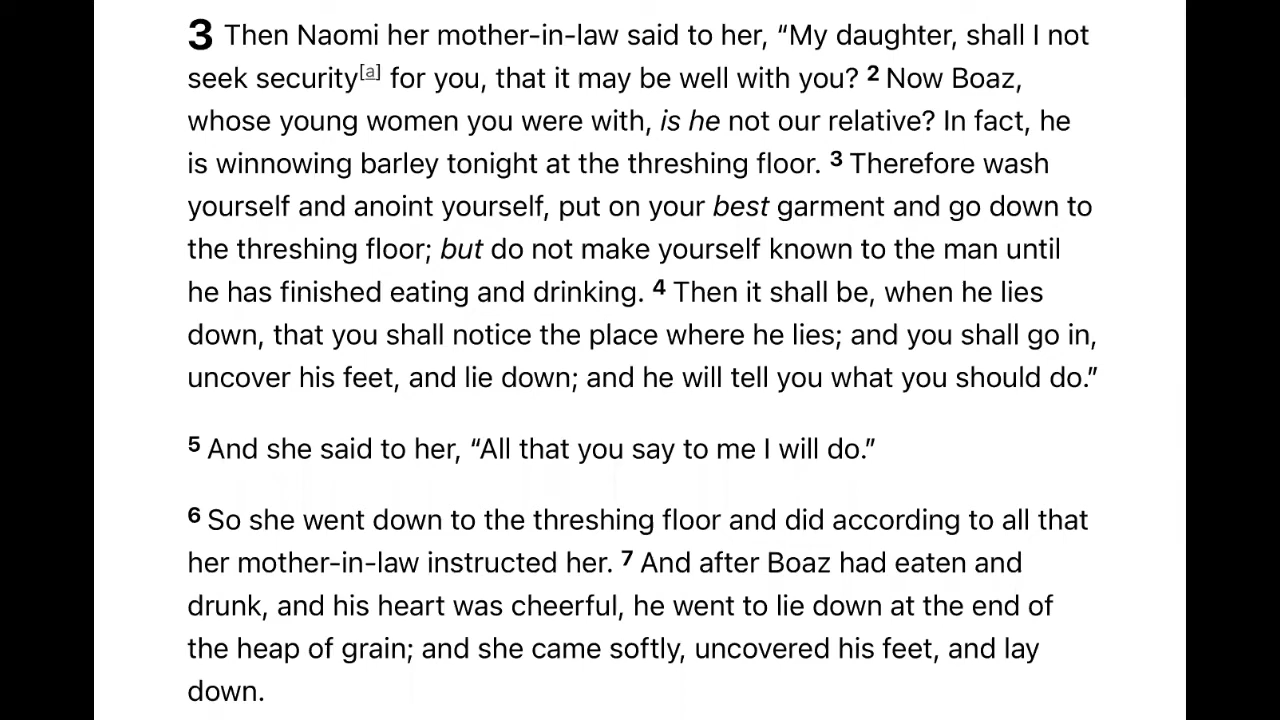 3 Then Naomi her mother-in-law said to her, “My daughter, shall I not
seek security[a] for you, that it may be well with you? 2 Now Boaz,
whose young women you were with, is he not our relative? In fact, he
is winnowing barley tonight at the threshing floor. 3 Therefore wash
yourself and anoint yourself, put on your best garment and go down to
the threshing floor; but do not make yourself known to the man until
he has finished eating and drinking. 4 Then it shall be, when he lies
down, that you shall notice the place where he lies; and you shall go in,
uncover his feet, and lie down; and he will tell you what you should do.”
5 And she said to her, “All that you say to me I will do.”
6 So she went down to the threshing floor and did according to all that
her mother-in-law instructed her. 7 And after Boaz had eaten and
drunk, and his heart was cheerful, he went to lie down at the end of
the heap of grain; and she came softly, uncovered his feet, and lay
down.